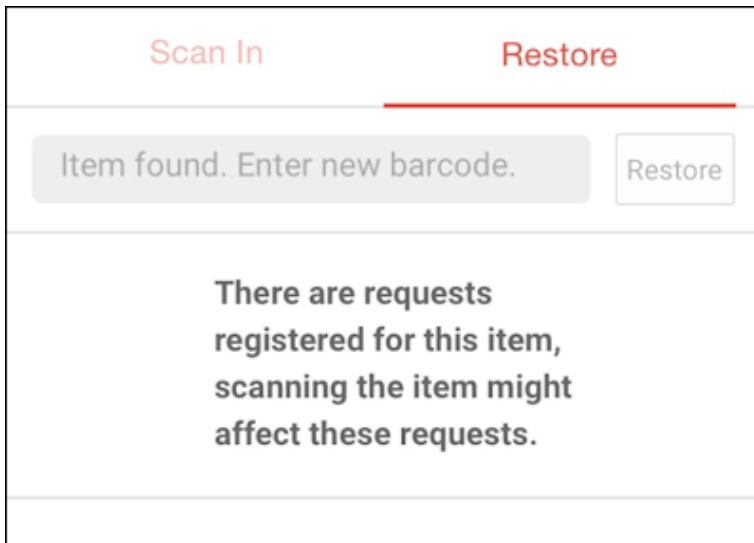 Scan In
Restore
Item found. Enter new barcode.
Restore
There are requests
registered for this item,
scanning the item might
affect these requests.